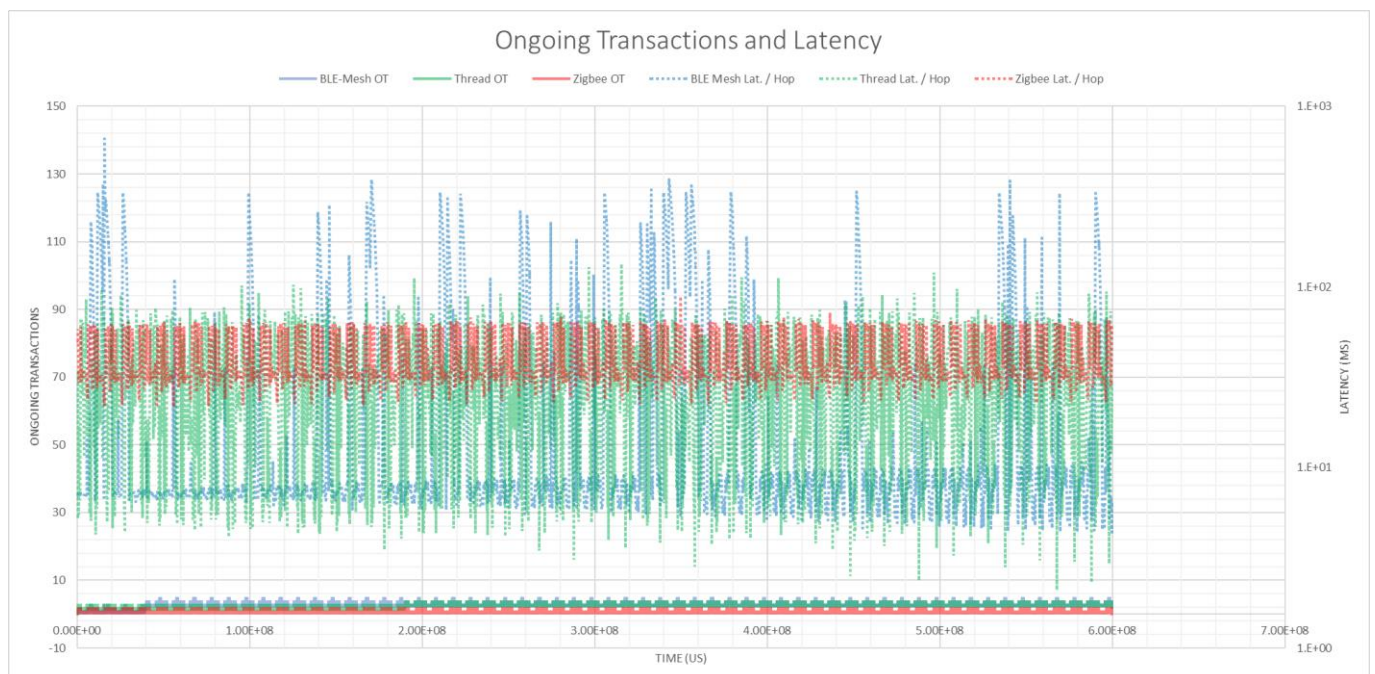 Ongoing Transactions and Latency
BLE-Mesh OT Thread OT Zigbee OT BLE Mesh Lat. / Hop Thread Lat. / Hop Zigbee Lat. / Hop
150 1.E+03
130
110
1.E+02
90
70
50
1.E+01
30
10
0.00E+00 1.00E+08 2.00E+08 3.00E+08 4.00E+08 5.00E+08 6.00E+08 7.00E+08
-10 1.E+00
ONGOING TRANSACTIONS
LATENCY (MS)
TIME (US)